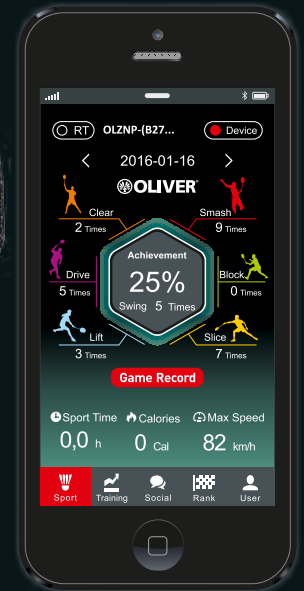 RT OLZNP-(B27... Device
2016-01-16
OLIVER
Clear
2 Times
Smash
9 Times
Achievement
25%
Swing 5 Times
Drive
5 Times
Block
0 Times
Lift
3 Times
Slice
7 Times
Game Record
Sport Time Calories Max Speed
0,0 h 0 Cal 82 km/h
Sport Training Social Rank User